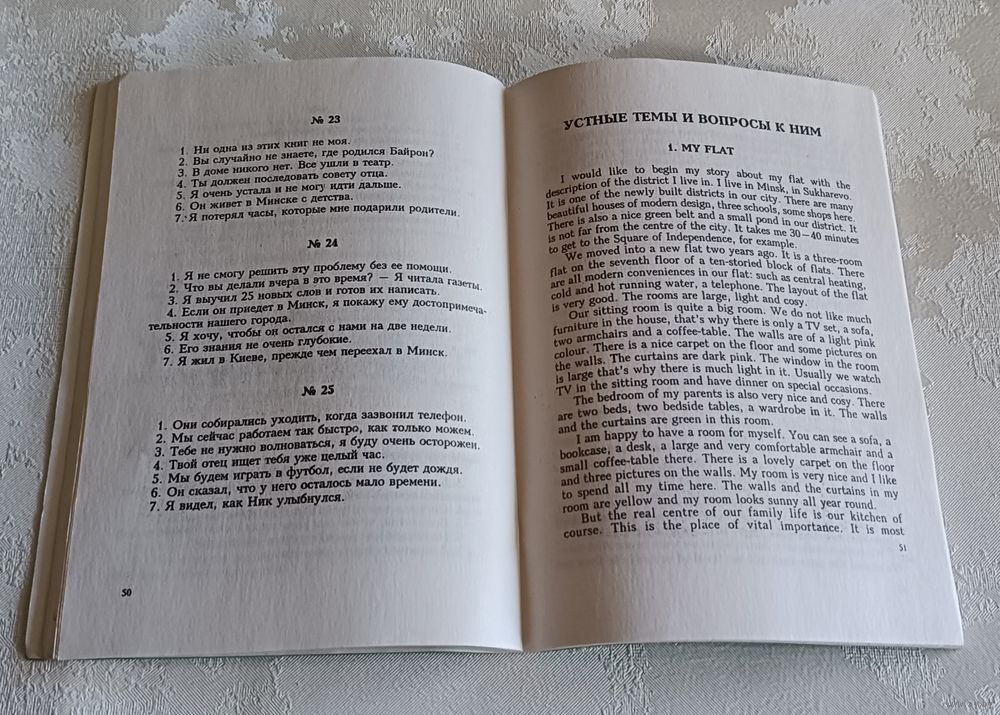 № 23
1. Ни одна из этих книг не моя.
2. Вы случайно не знаете, где родился Байрон?
3. В доме никого нет. Все ушли в театр.
4. Ты должен последовать совету отца.
5. Я очень устала и не могу идти дальше.
6. Он живет в Минске с детства.
7. Я потерял часы, которые мне подарили родители.
№ 24
1. Я не смогу решить эту проблему без ее помощи.
2. Что вы делали вчера в это время? — Я читала газеты.
3. Я выучил 25 новых слов и готов их написать.
4. Если он приедет в Минск, я покажу ему достопримеча-
тельности нашего города.
5. Я хочу, чтобы он остался с нами на две недели.
6. Его знания не очень глубокие.
7. Я жил в Киеве, прежде чем переехал в Минск.
№ 25
1. Они собирались уходить, когда зазвонил телефон.
2. Мы сейчас работаем так быстро, как только можем.
3. Тебе не нужно волноваться, я буду очень осторожен.
4. Твой отец ищет тебя уже целый час.
5. Мы будем играть в футбол, если не будет дождя.
6. Он сказал, что у него осталось мало времени.
7. Я видел, как Ник улыбнулся.
50
УСТНЫЕ ТЕМЫ И ВОПРОСЫ К НИМ
1. MY FLAT
I would like to begin my story about my flat with the
description of the district I live in. I live in Minsk, in Sukharevo.
It is one of the newly built districts in our city. There are many
beautiful houses of modern design, three schools, some shops here.
There is also a nice green belt and a small pond in our district. It
is not far from the centre of the city. It takes me 30—40 minutes
to get to the Square of Independence, for example.
We moved into a new flat two years ago. It is a three-room
flat on the seventh floor of a ten-storied block of flats. There
are all modern conveniences in our flat: such as central heating,
cold and hot running water, a telephone. The layout of the flat
is very good. The rooms are large, light and cosy.
Our sitting room is quite a big room. We do not like much
furniture in the house, that's why there is only a TV set, a sofa,
two armchairs and a coffee-table. The walls are of a light pink
colour. There is a nice carpet on the floor and some pictures on
the walls. The curtains are dark pink. The window in the room
is large that's why there is much light in it. Usually we watch
TV in the sitting room and have dinner on special occasions.
The bedroom of my parents is also very nice and cosy. There
are two beds, two bedside tables, a wardrobe in it. The walls
and the curtains are green in this room.
I am happy to have a room for myself. You can see a sofa, a
bookcase, a desk, a large and very comfortable armchair and a
small coffee-table there. There is a lovely carpet on the floor
and three pictures on the walls. My room is very nice and I like
to spend all my time here. The walls and the curtains in my
room are yellow and my room looks sunny all year round.
But the real centre of our family life is our kitchen of
course. This is the place of vital importance. It is most
51